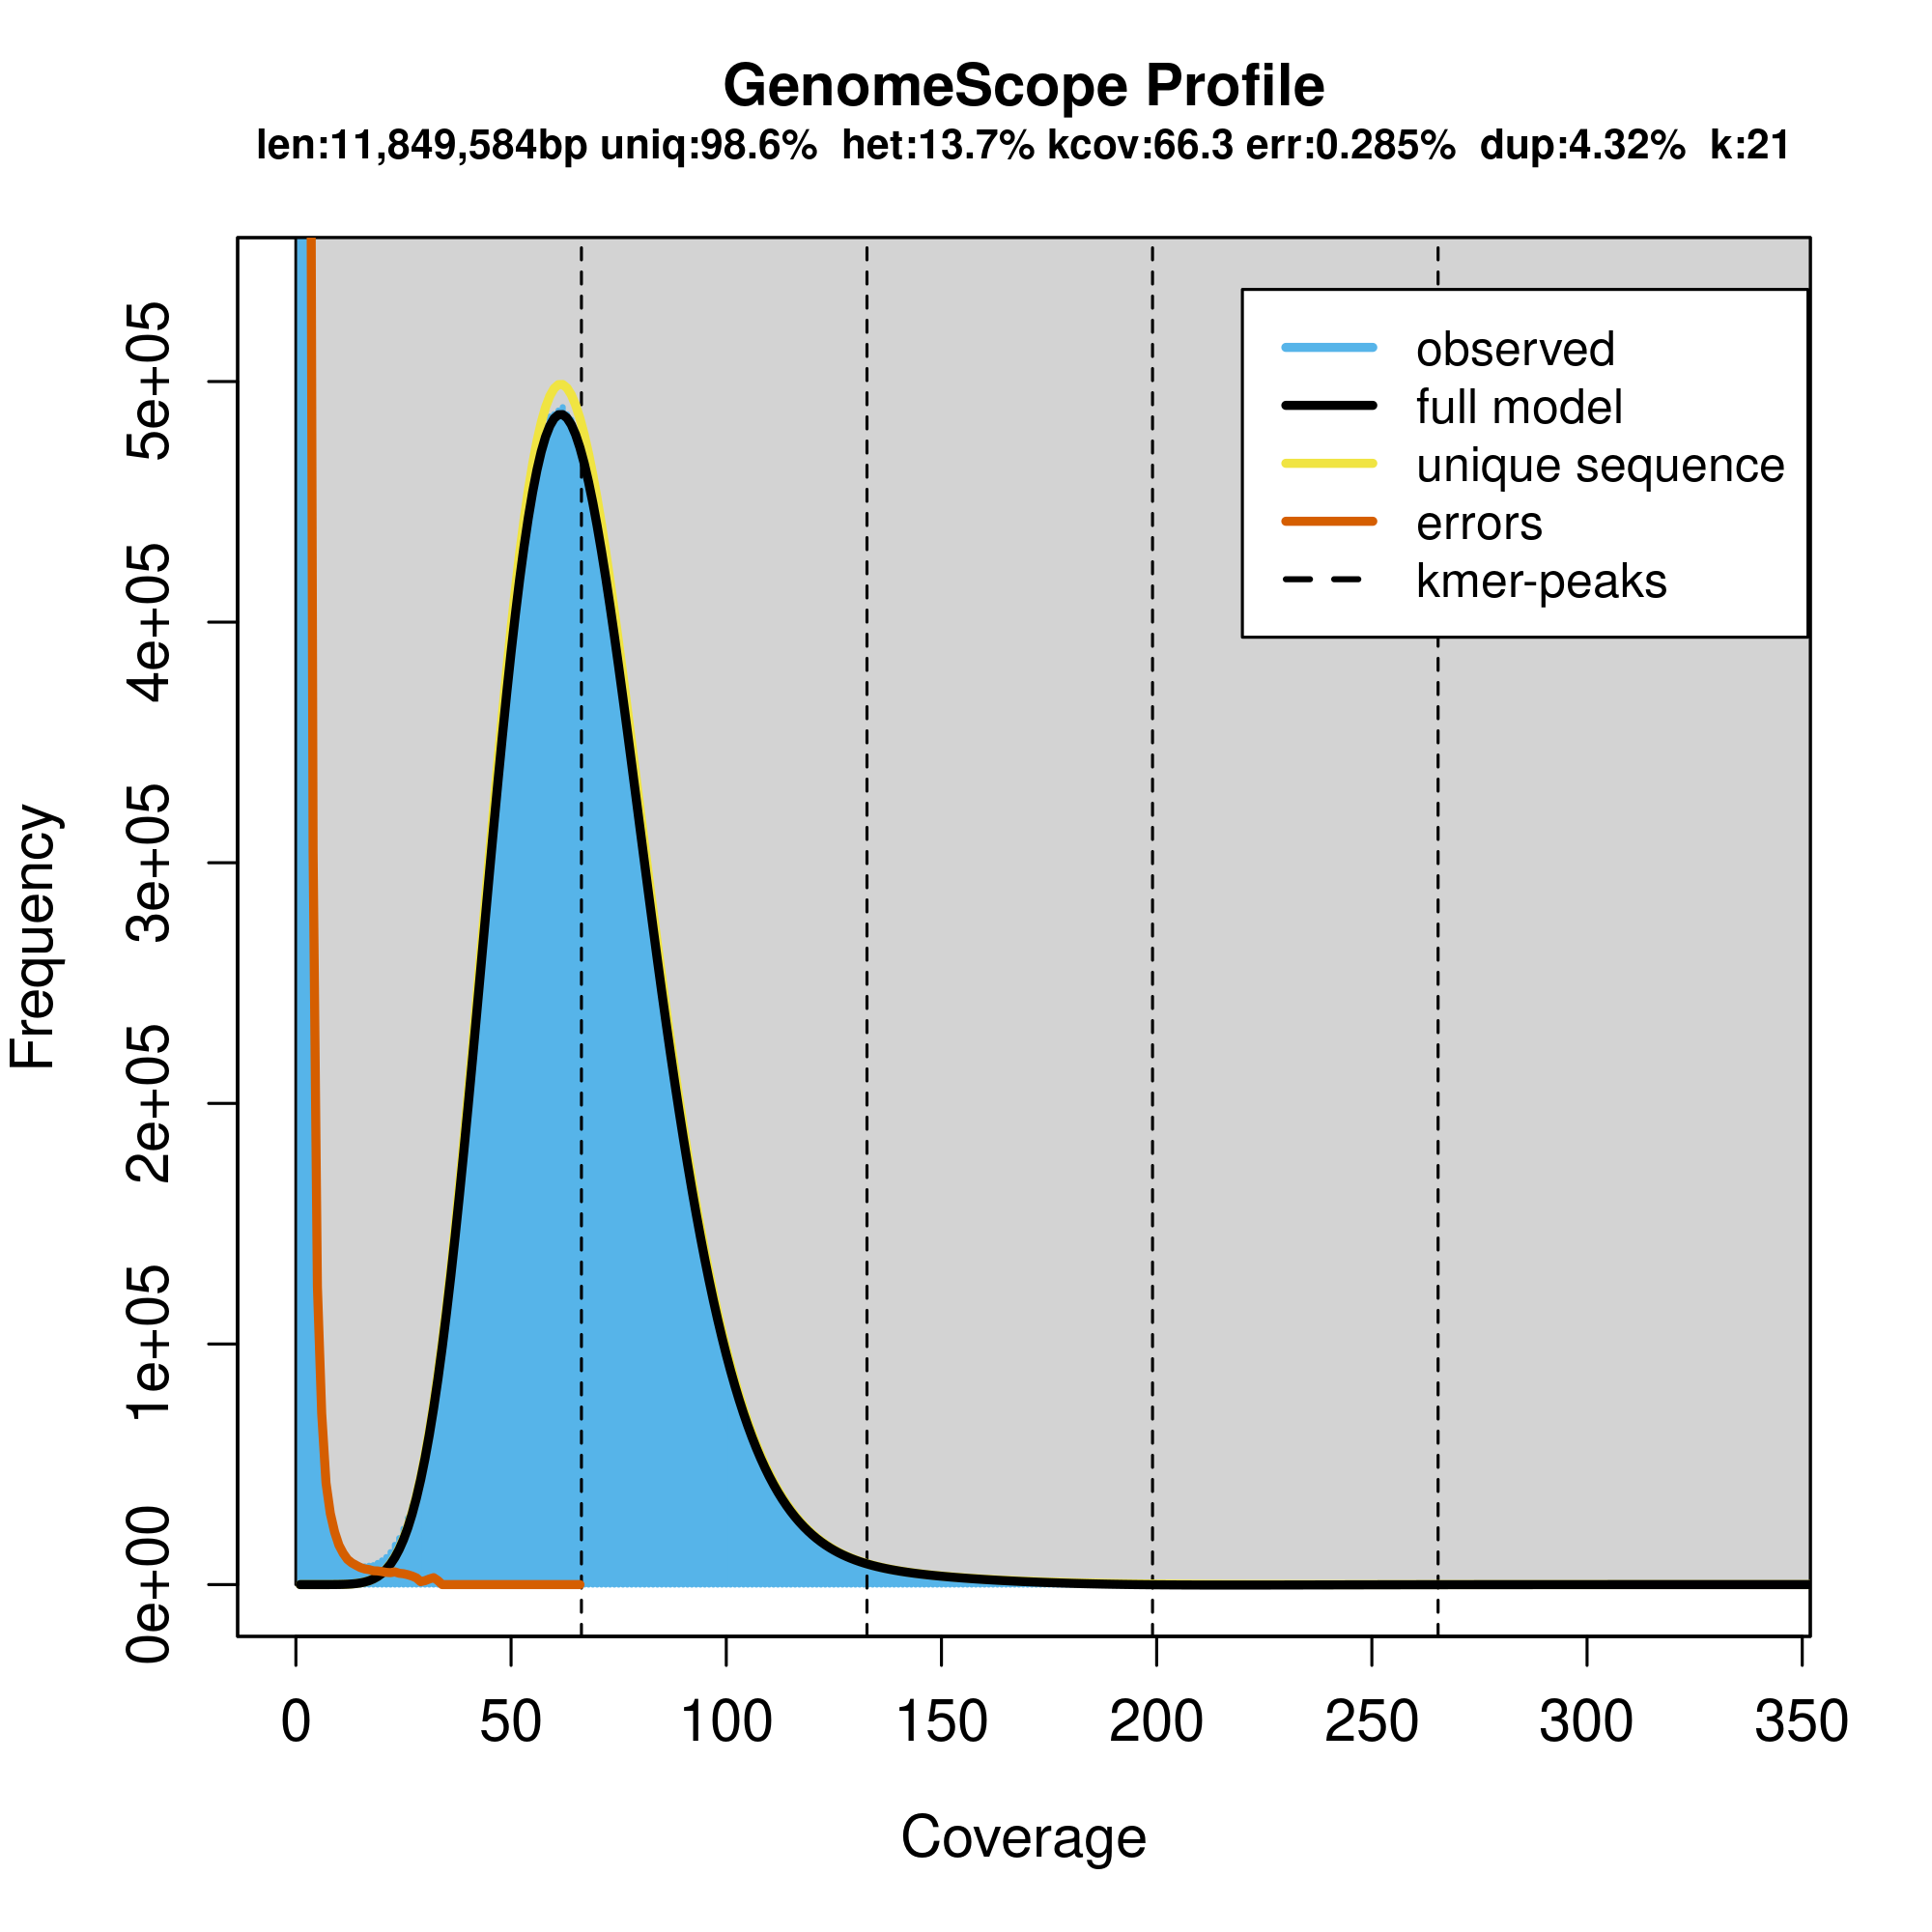 GenomeScope Profile
len:11,849,584bp uniq:98.6% het:13.7% kcov:66.3 err:0.285% dup:4.32% k:21
observed
full model
unique sequence
errors
kmer-peaks
Frequency
5e+05
4e+05
3e+05
2e+05
1e+05
0e+00
0 50 100 150 200 250 300 350
Coverage